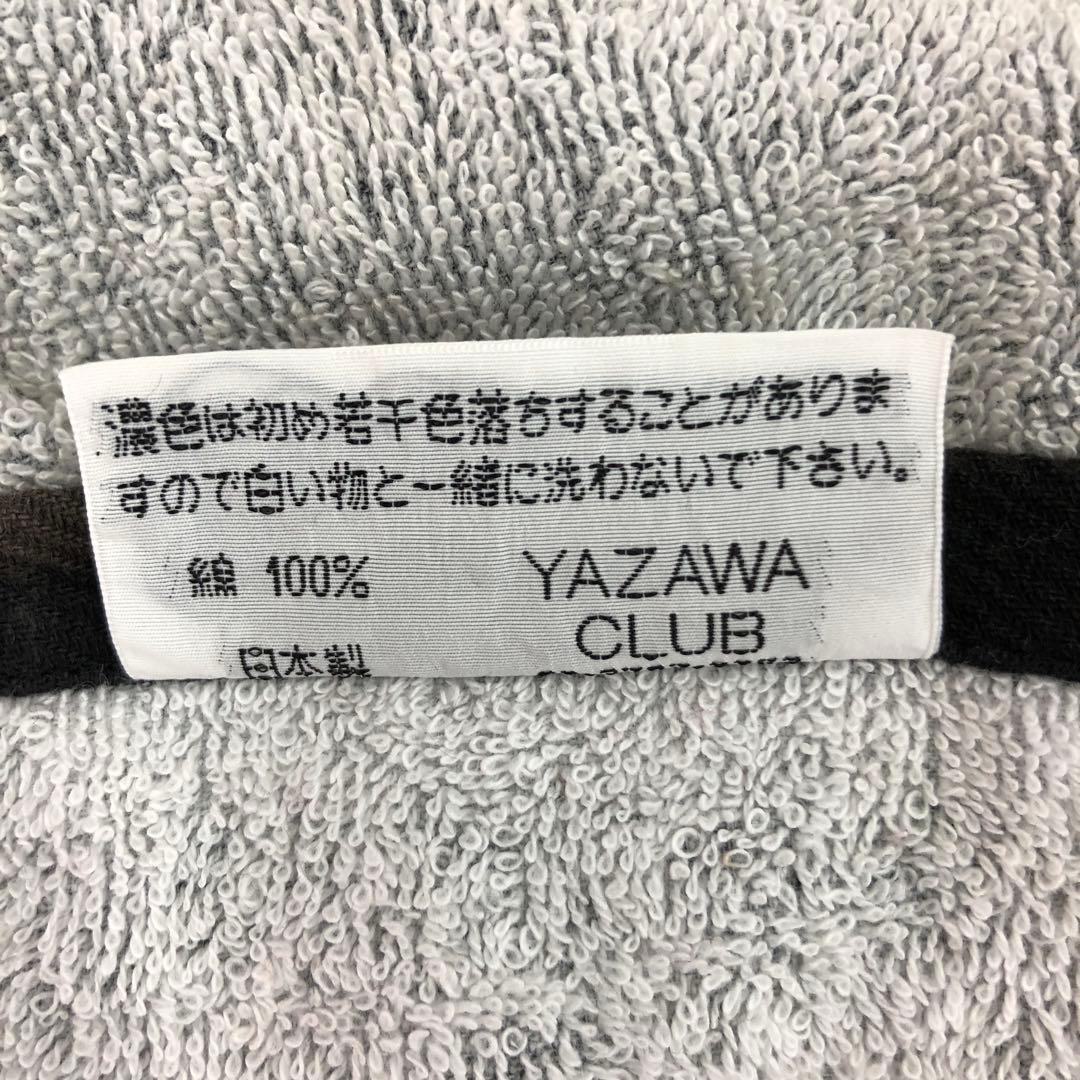 濃色は初め若干色落ちすることがありま
すので白い物と一緒に洗わないで下さい。
綿 100%
YAZAWA
CLUB
日本製